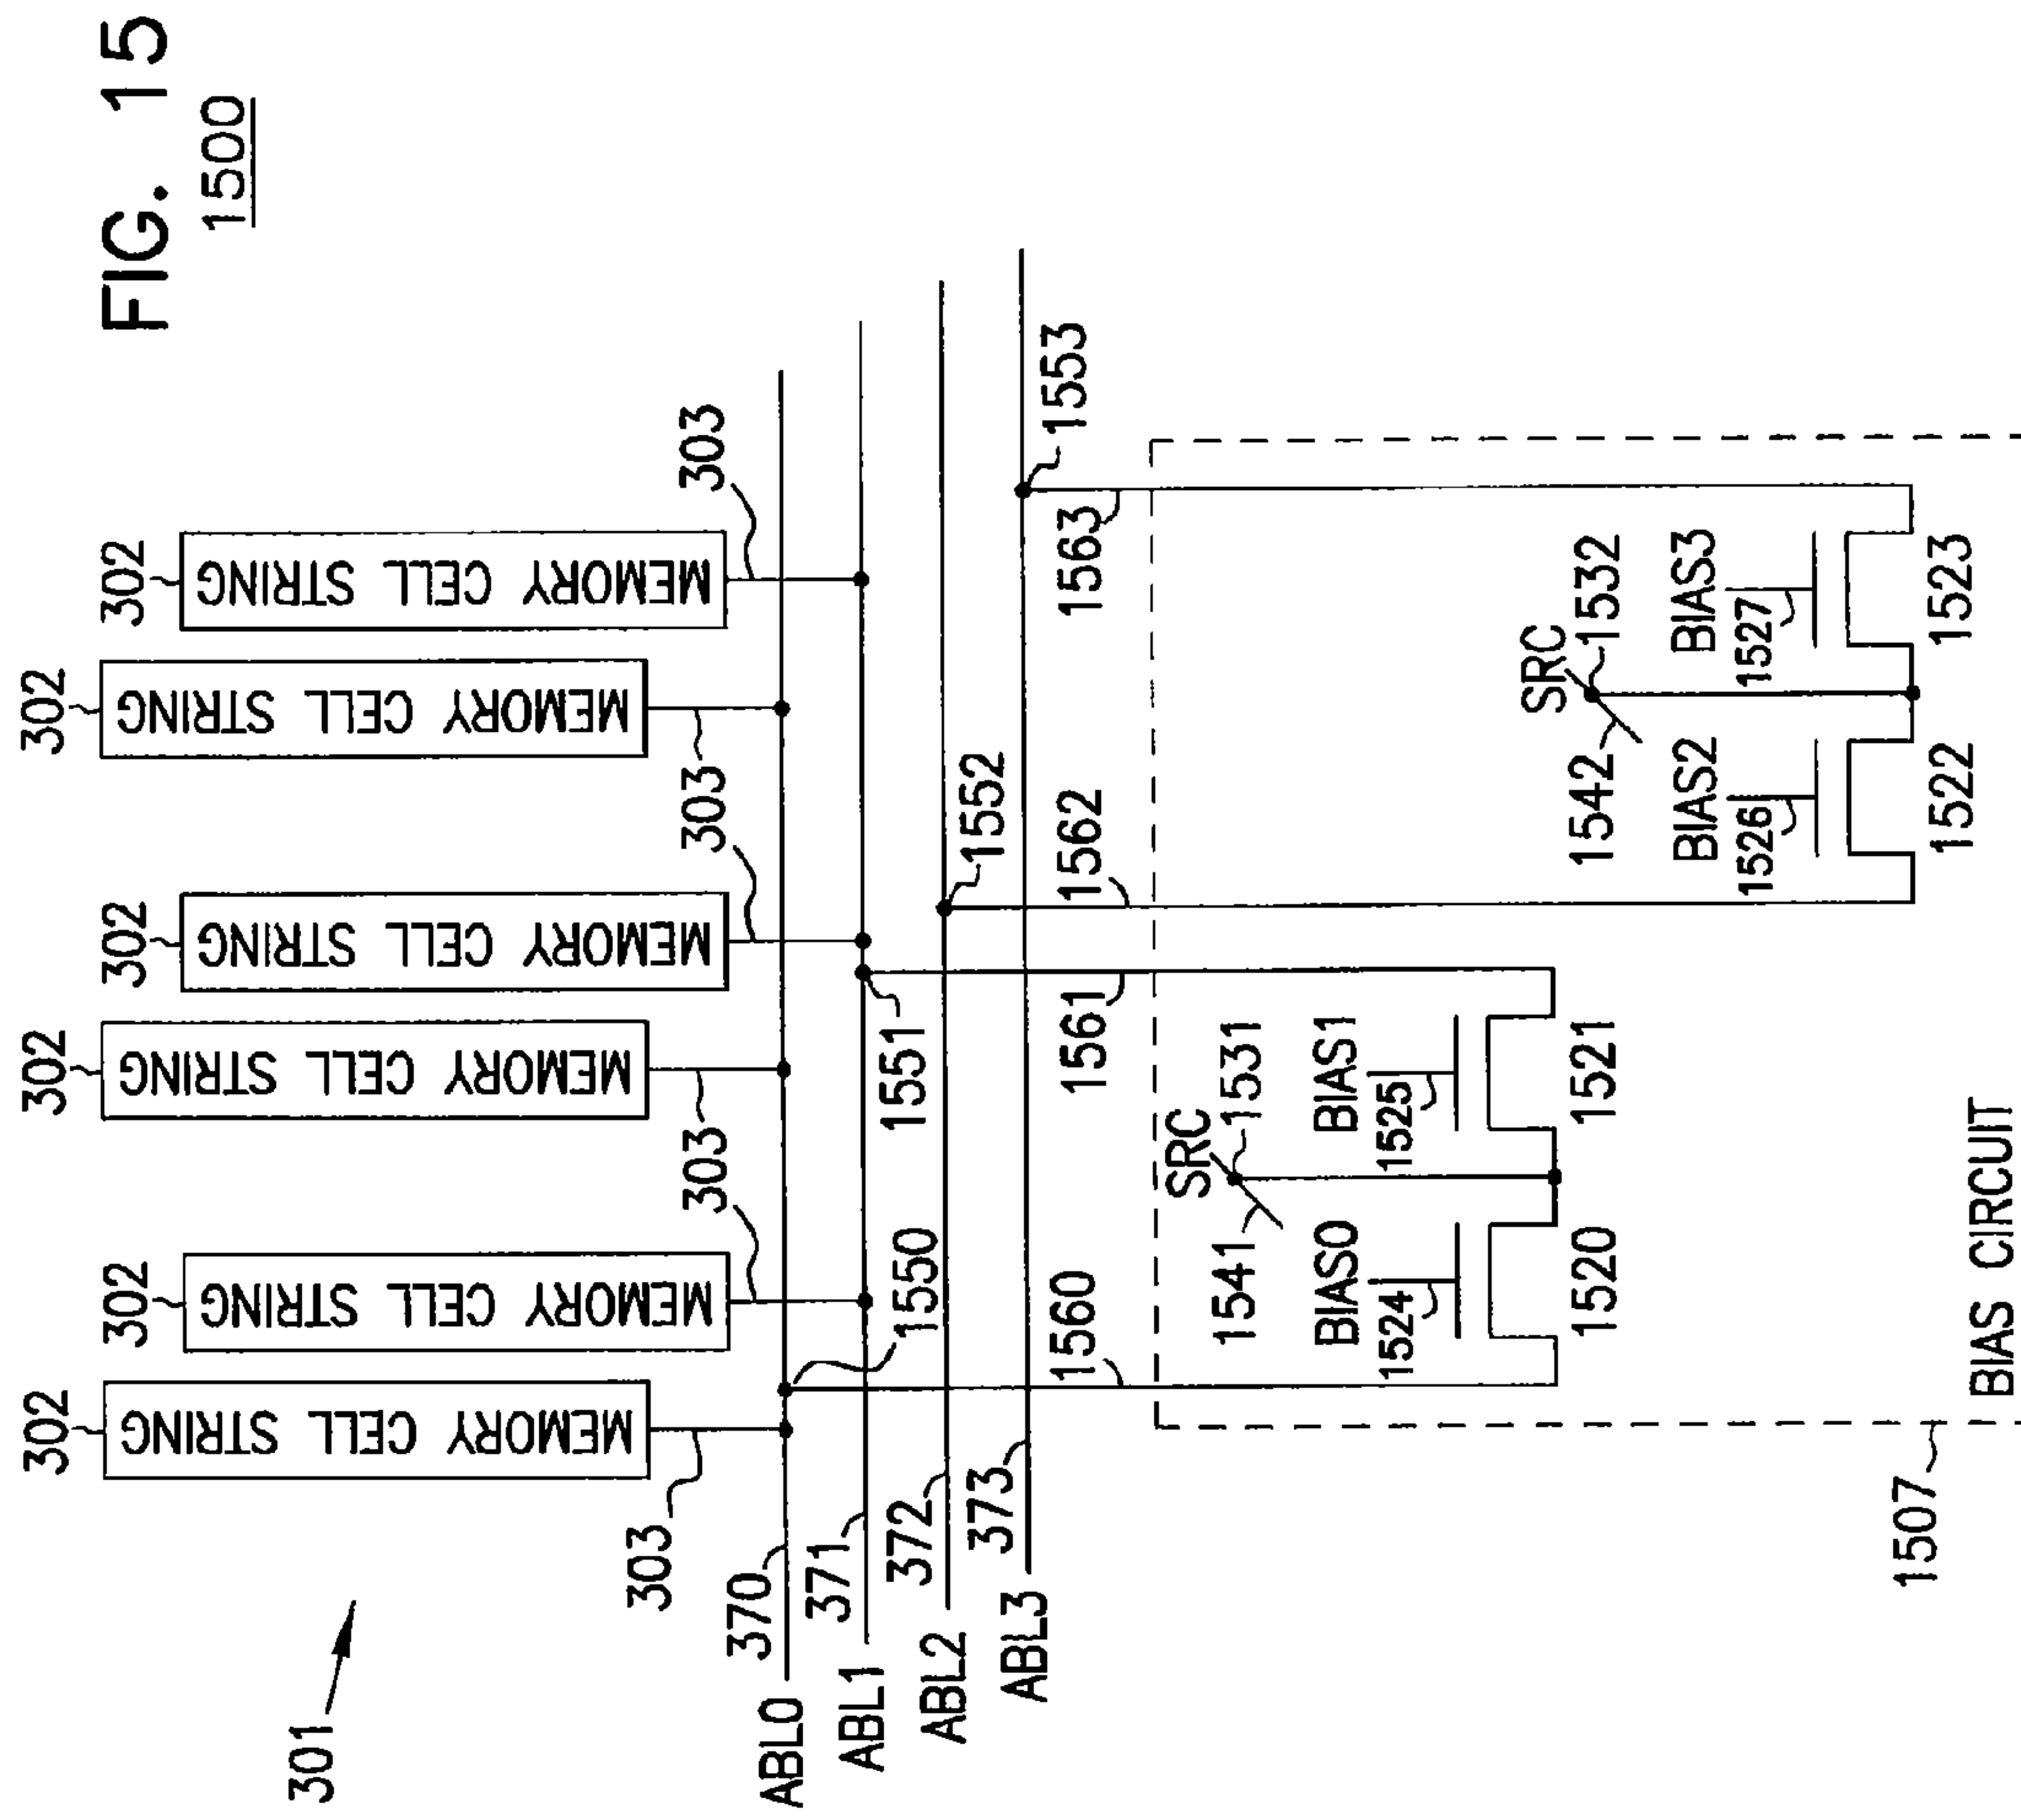 FIG. 15
1500
302
302
302
302
302
302
MEMORY CELL STRING
MEMORY CELL STRING
MEMORY CELL STRING
MEMORY CELL STRING
MEMORY CELL STRING
MEMORY CELL STRING
301
303
303
303
303
303
ABL0
370
ABL1
371
ABL2
372
ABL3
373
1550
1551
1552
1553
1560
1561
1562
1563
SRC
1531
1541
BIAS0
1524
BIAS1
1525
1520
1521
SRC
1532
1542
BIAS2
1526
BIAS3
1527
1522
1523
1507
BIAS CIRCUIT